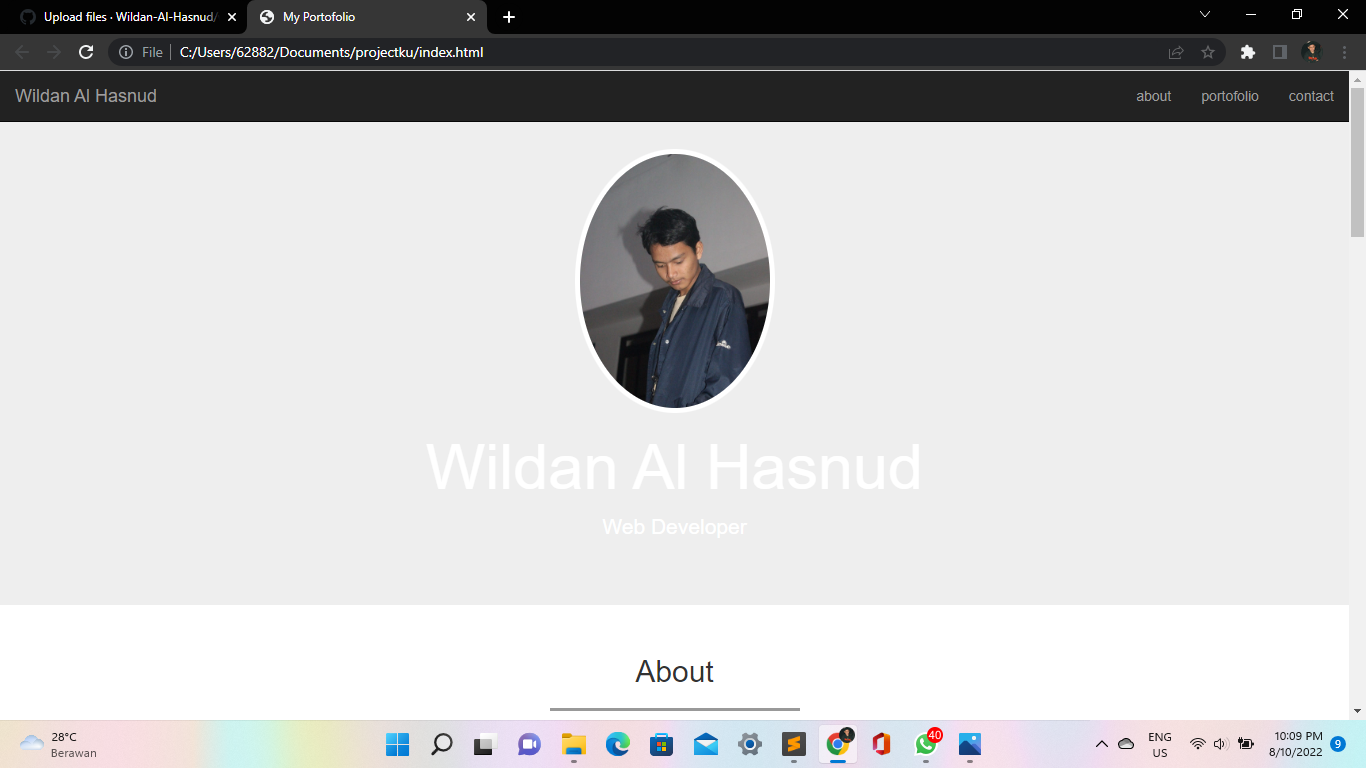 Upload files · Wildan-Al-Hasnud/
My Portofolio
File
C:/Users/62882/Documents/projectku/index.html
Wildan Al Hasnud
about
portofolio
contact
Wildan Al Hasnud
Web Developer
About
28°C
Berawan
40
ENG
US
10:09 PM
8/10/2022
9